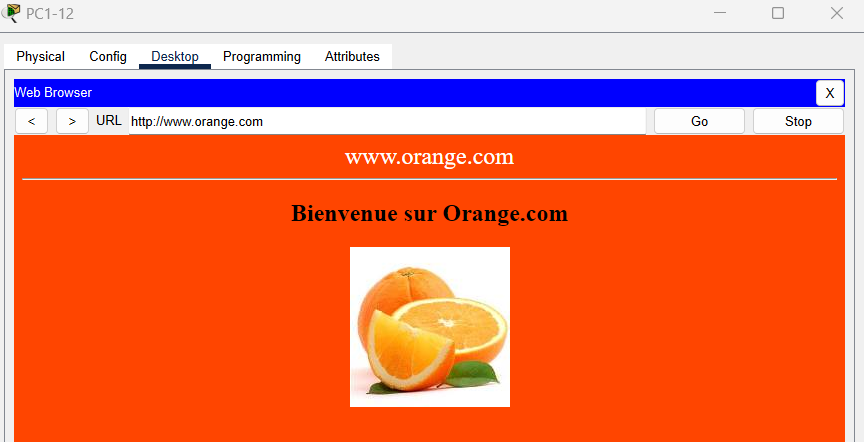 PC1-12
Physical Config Desktop Programming Attributes
Web Browser X
< > URL http://www.orange.com Go Stop
www.orange.com
Bienvenue sur Orange.com